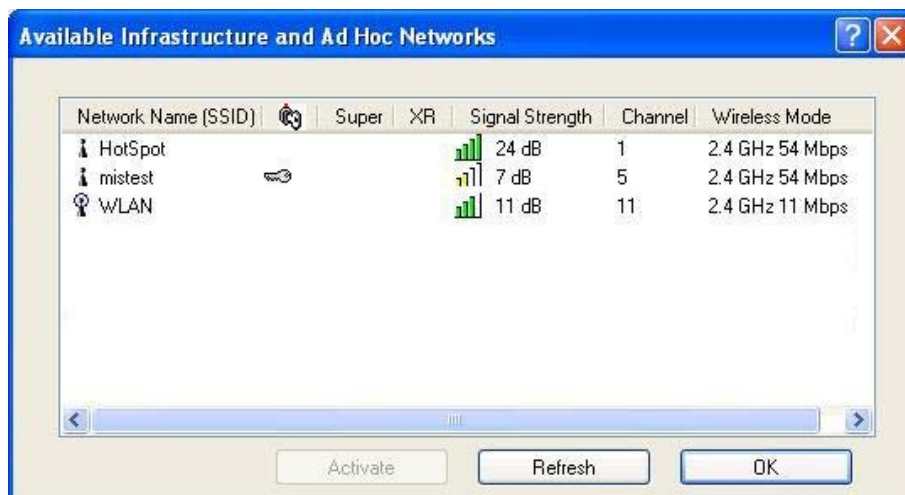 Available Infrastructure and Ad Hoc Networks
Network Name (SSID) Super XR Signal Strength Channel Wireless Mode
HotSpot 24 dB 1 2.4 GHz 54 Mbps
mistest 7 dB 5 2.4 GHz 54 Mbps
WLAN 11 dB 11 2.4 GHz 11 Mbps
Activate Refresh OK